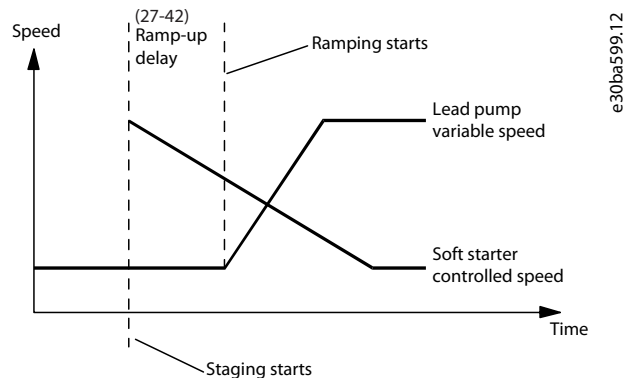 (27-42)
Ramp-up
delay
Speed
Ramping starts
e30ba599.12
Lead pump
variable speed
Soft starter
controlled speed
Time
Staging starts